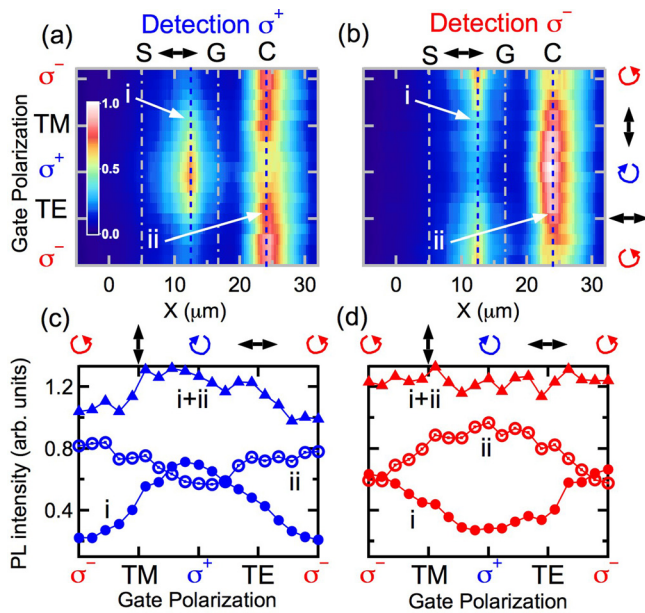 Detection σ+ Detection σ−
(a) S G C (b) S G C
σ− TM σ+ TE σ−
Gate Polarization
1.0
0.5
0.0
i
ii
i
ii
0 10 20 30 0 10 20 30
X (μm) X (μm)
(c) (d)
PL intensity (arb. units)
1.2
0.8
0.4
i+ii
ii
i
i+ii
ii
i
σ− TM σ+ TE σ− σ− TM σ+ TE σ−
Gate Polarization Gate Polarization